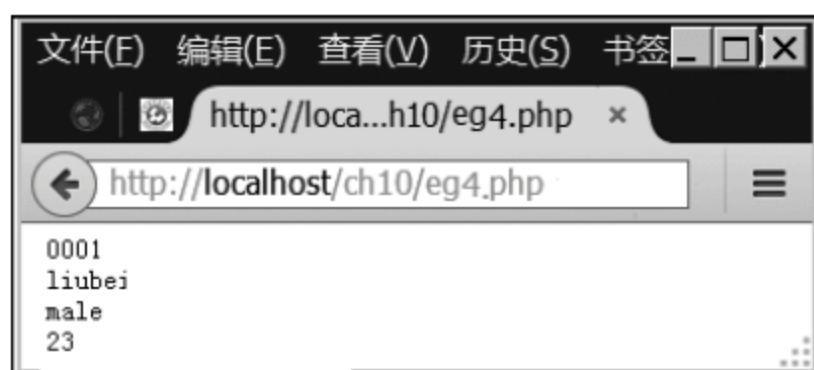 文件(F) 编辑(E) 查看(V) 历史(S) 书签
http://loca...h10/eg4.php ×
http://localhost/ch10/eg4.php
0001
liubei
male
23